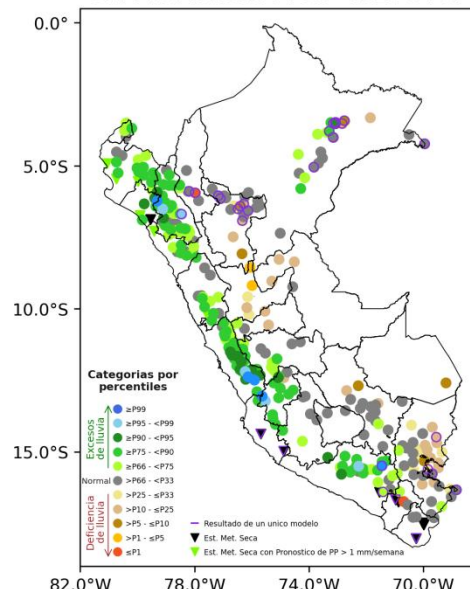 0.0°
5.0°S
10.0°S
15.0°S
82.0°W
78.0°W
74.0°W
70.0°W
Categorias por
percentiles
Excesos
de lluvia
Normal
Deficiencia
de lluvia
≥P99
≥P95 - <P99
≥P90 - <P95
≥P75 - <P90
≥P66 - <P75
>P33 - <P66
>P25 - ≤P33
>P10 - ≤P25
>P5 - ≤P10
>P1 - ≤P5
≤P1
Resultado de un unico modelo
Est. Met. Seca
Est. Met. Seca con Pronostico de PP > 1 mm/semana